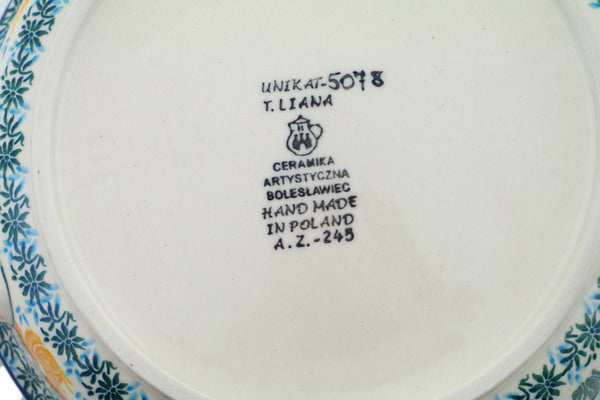 UNIKAT-5078
T. LIANA
CERAMIKA
ARTYSTYCZNA
BOLESŁAWIEC
HAND MADE
IN POLAND
A.Z.-245